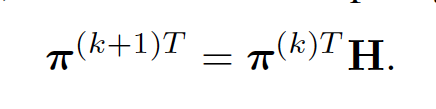 π^{(k+1)T} = π^{(k)T} H.